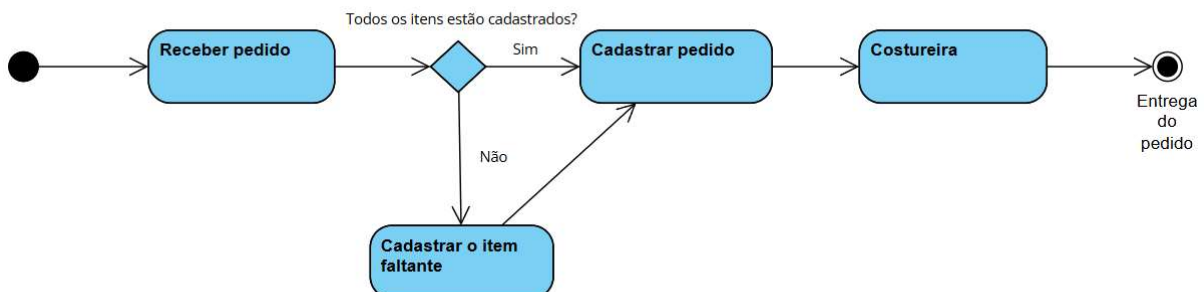 Todos os itens estão cadastrados?
Receber pedido
Sim
Cadastrar pedido
Costureira
Entrega
do
pedido
Não
Cadastrar o item
faltante